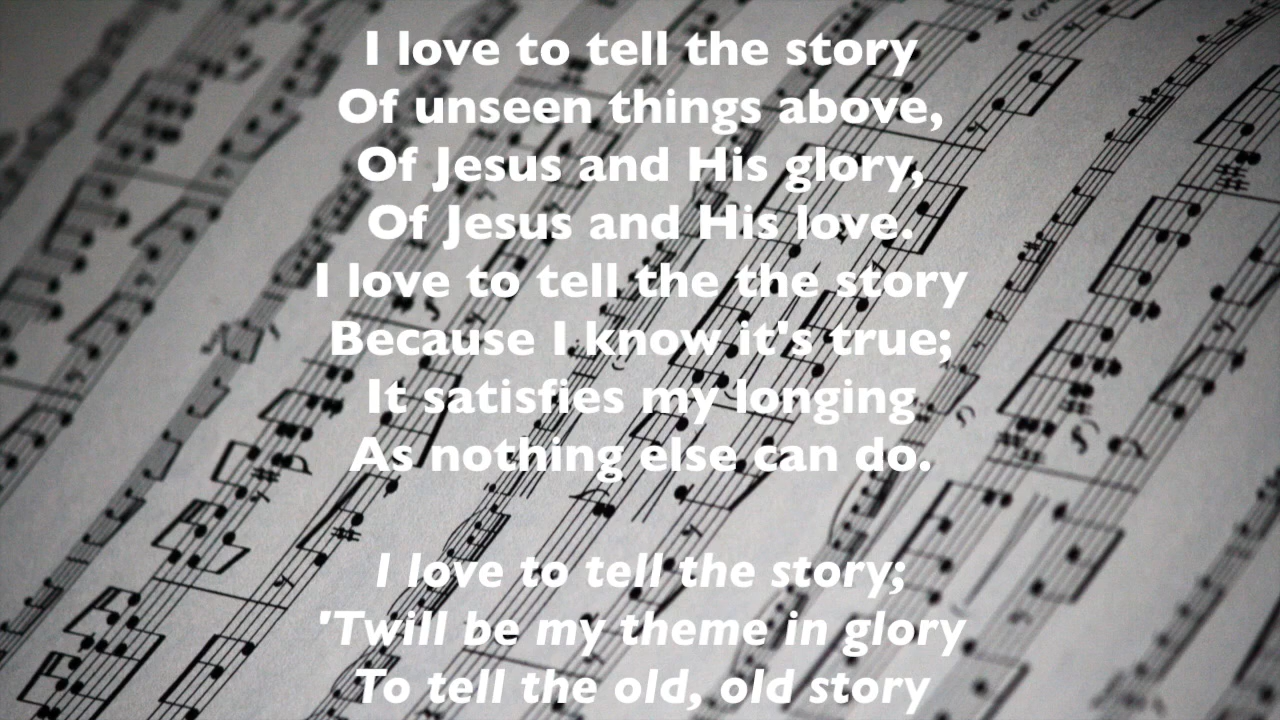 I love to tell the story
Of unseen things above,
Of Jesus and His glory,
Of Jesus and His love.
I love to tell the the story
Because I know it's true;
It satisfies my longing
As nothing else can do.
I love to tell the story;
'Twill be my theme in glory
To tell the old, old story